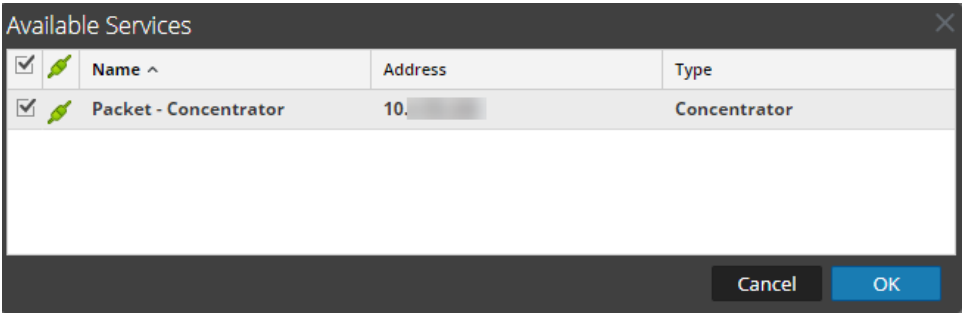 Available Services
Name Address Type
Packet - Concentrator 10. Concentrator
Cancel OK